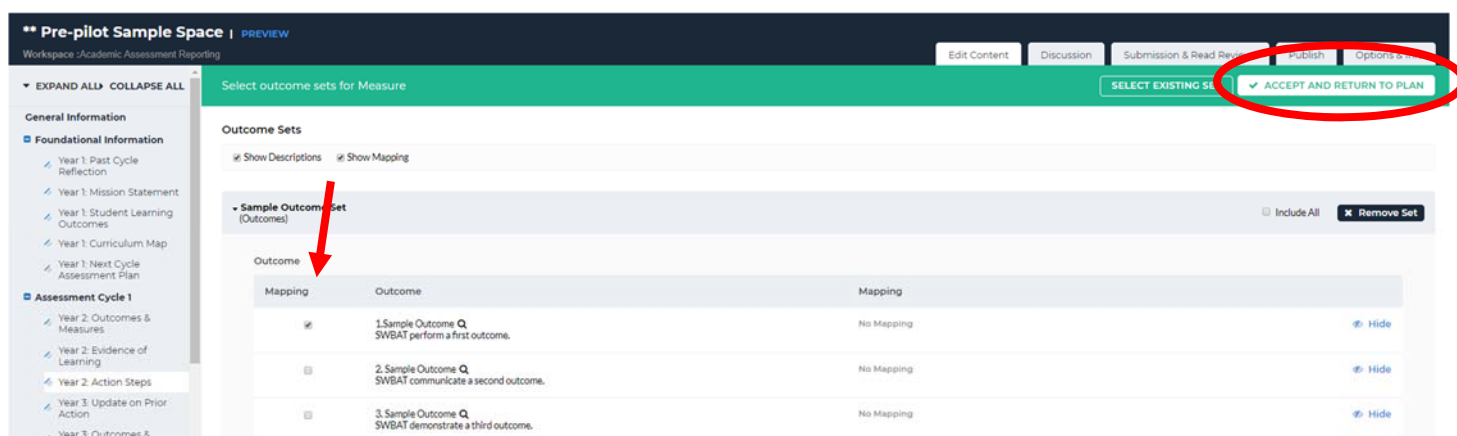 ** Pre-pilot Sample Space | PREVIEW
Workspace :Academic Assessment Reporting
Edit Content
Discussion
Submission & Read
Publish
Options &
EXPAND ALL COLLAPSE ALL
Select outcome sets for Measure
SELECT EXISTING
ACCEPT AND RETURN TO PLAN
General Information
Foundational Information
Year 1: Past Cycle
Reflection
Year 1: Mission Statement
Year 1: Student Learning
Outcomes
Year 1: Curriculum Map
Year 1: Next Cycle
Assessment Plan
Assessment Cycle 1
Year 2: Outcomes &
Measures
Year 2: Evidence of
Learning
Year 2: Action Steps
Year 3: Update on Prior
Action
Year 3: Outcomes &
Outcome Sets
Show Descriptions
Show Mapping
Sample Outcome Set
(Outcomes)
Include All
Remove Set
Outcome
Mapping
Outcome
Mapping
1.Sample Outcome
SWBAT perform a first outcome.
No Mapping
Hide
2. Sample Outcome
SWBAT communicate a second outcome.
No Mapping
Hide
3. Sample Outcome
SWBAT demonstrate a third outcome.
No Mapping
Hide